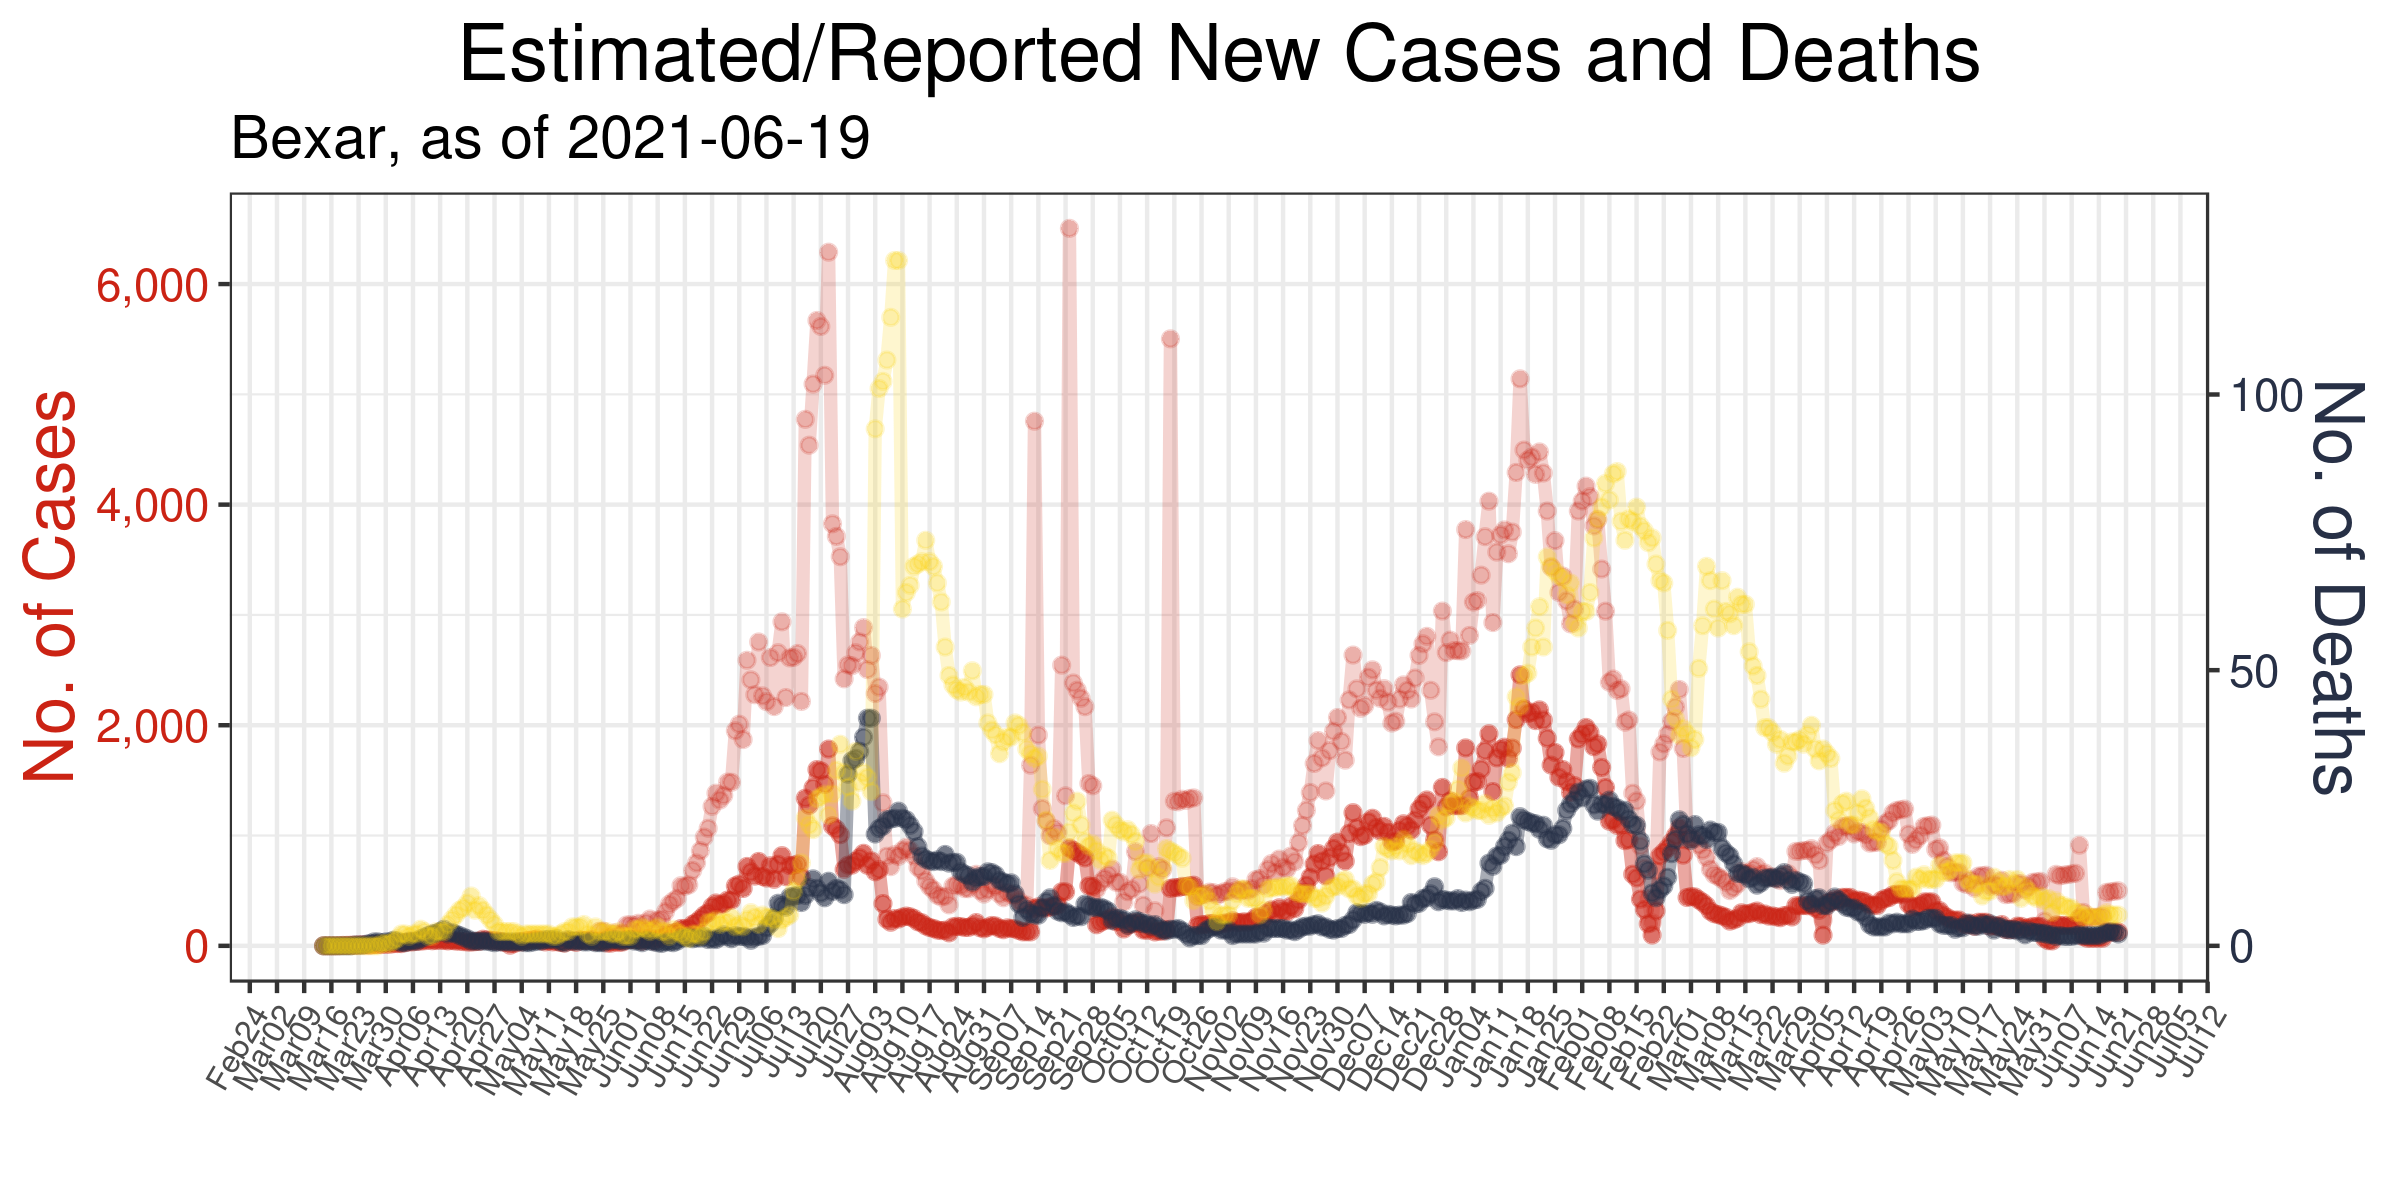 Estimated/Reported New Cases and Deaths
Bexar, as of 2021-06-19
No. of Cases
6,000
4,000
2,000
0
100
50
0
No. of Deaths
Feb24
Mar02
Mar09
Mar16
Mar23
Mar30
Apr06
Apr13
Apr20
Apr27
May04
May11
May18
May25
Jun01
Jun08
Jun15
Jun22
Jun29
Jul06
Jul13
Jul20
Jul27
Aug03
Aug10
Aug17
Aug24
Aug31
Sep07
Sep14
Sep21
Sep28
Oct05
Oct12
Oct19
Oct26
Nov02
Nov09
Nov16
Nov23
Nov30
Dec07
Dec14
Dec21
Dec28
Jan04
Jan11
Jan18
Jan25
Feb01
Feb08
Feb15
Feb22
Mar01
Mar08
Mar15
Mar22
Mar29
Apr05
Apr12
Apr19
Apr26
May03
May10
May17
May24
May31
May07
Jun14
Jun21
Jun28
Jul05
Jul12